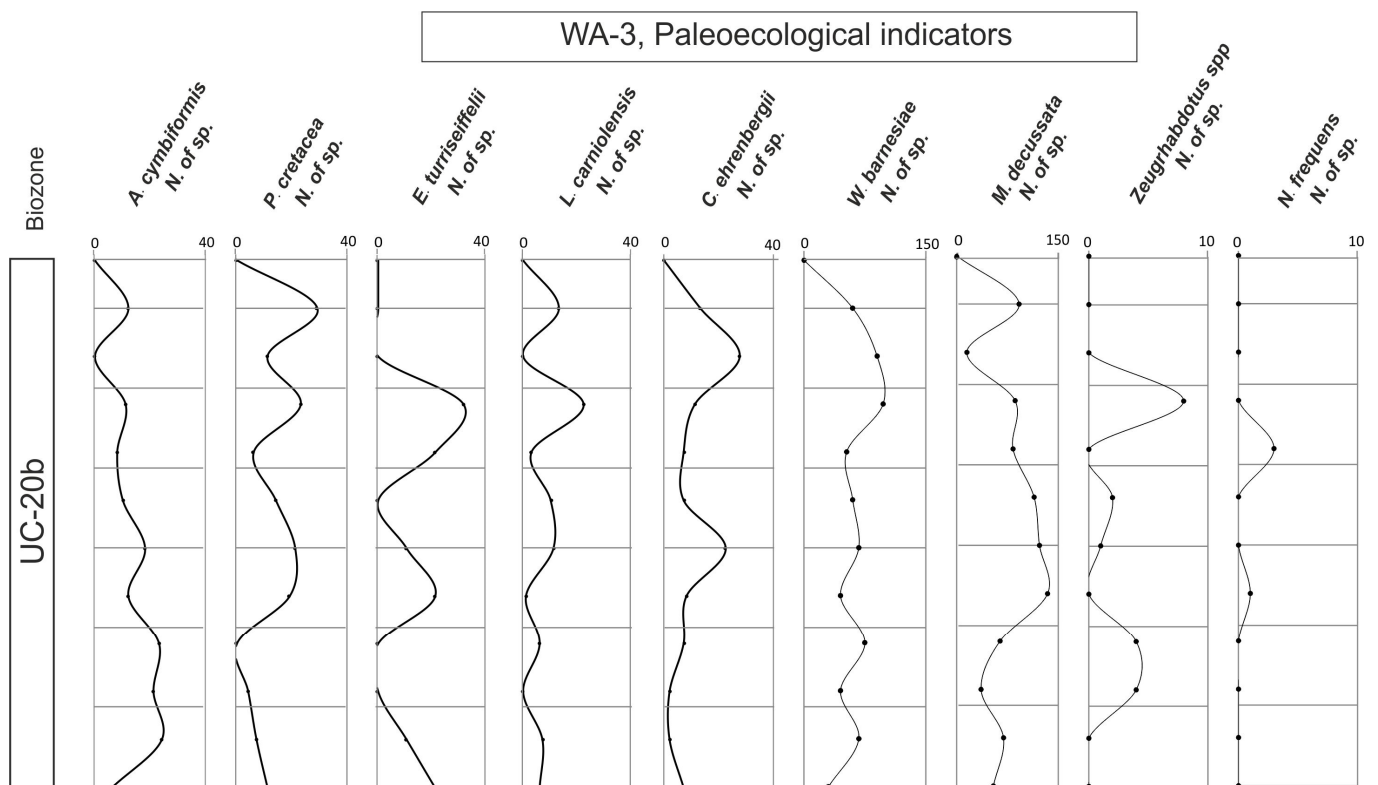 WA-3, Paleoecological indicators
Biozone
A. cymbiformis
N. of sp.
P. cretacea
N. of sp.
E. turriseiffelii
N. of sp.
L. carniolensis
N. of sp.
C. ehrenbergii
N. of sp.
W. barnesiae
N. of sp.
M. decussata
N. of sp.
Zeugrhabdotus spp
N. of sp.
N. frequens
N. of sp.
0 40 0 40 0 40 0 40 0 40 0 150 0 150 0 10 0 10
UC-20b